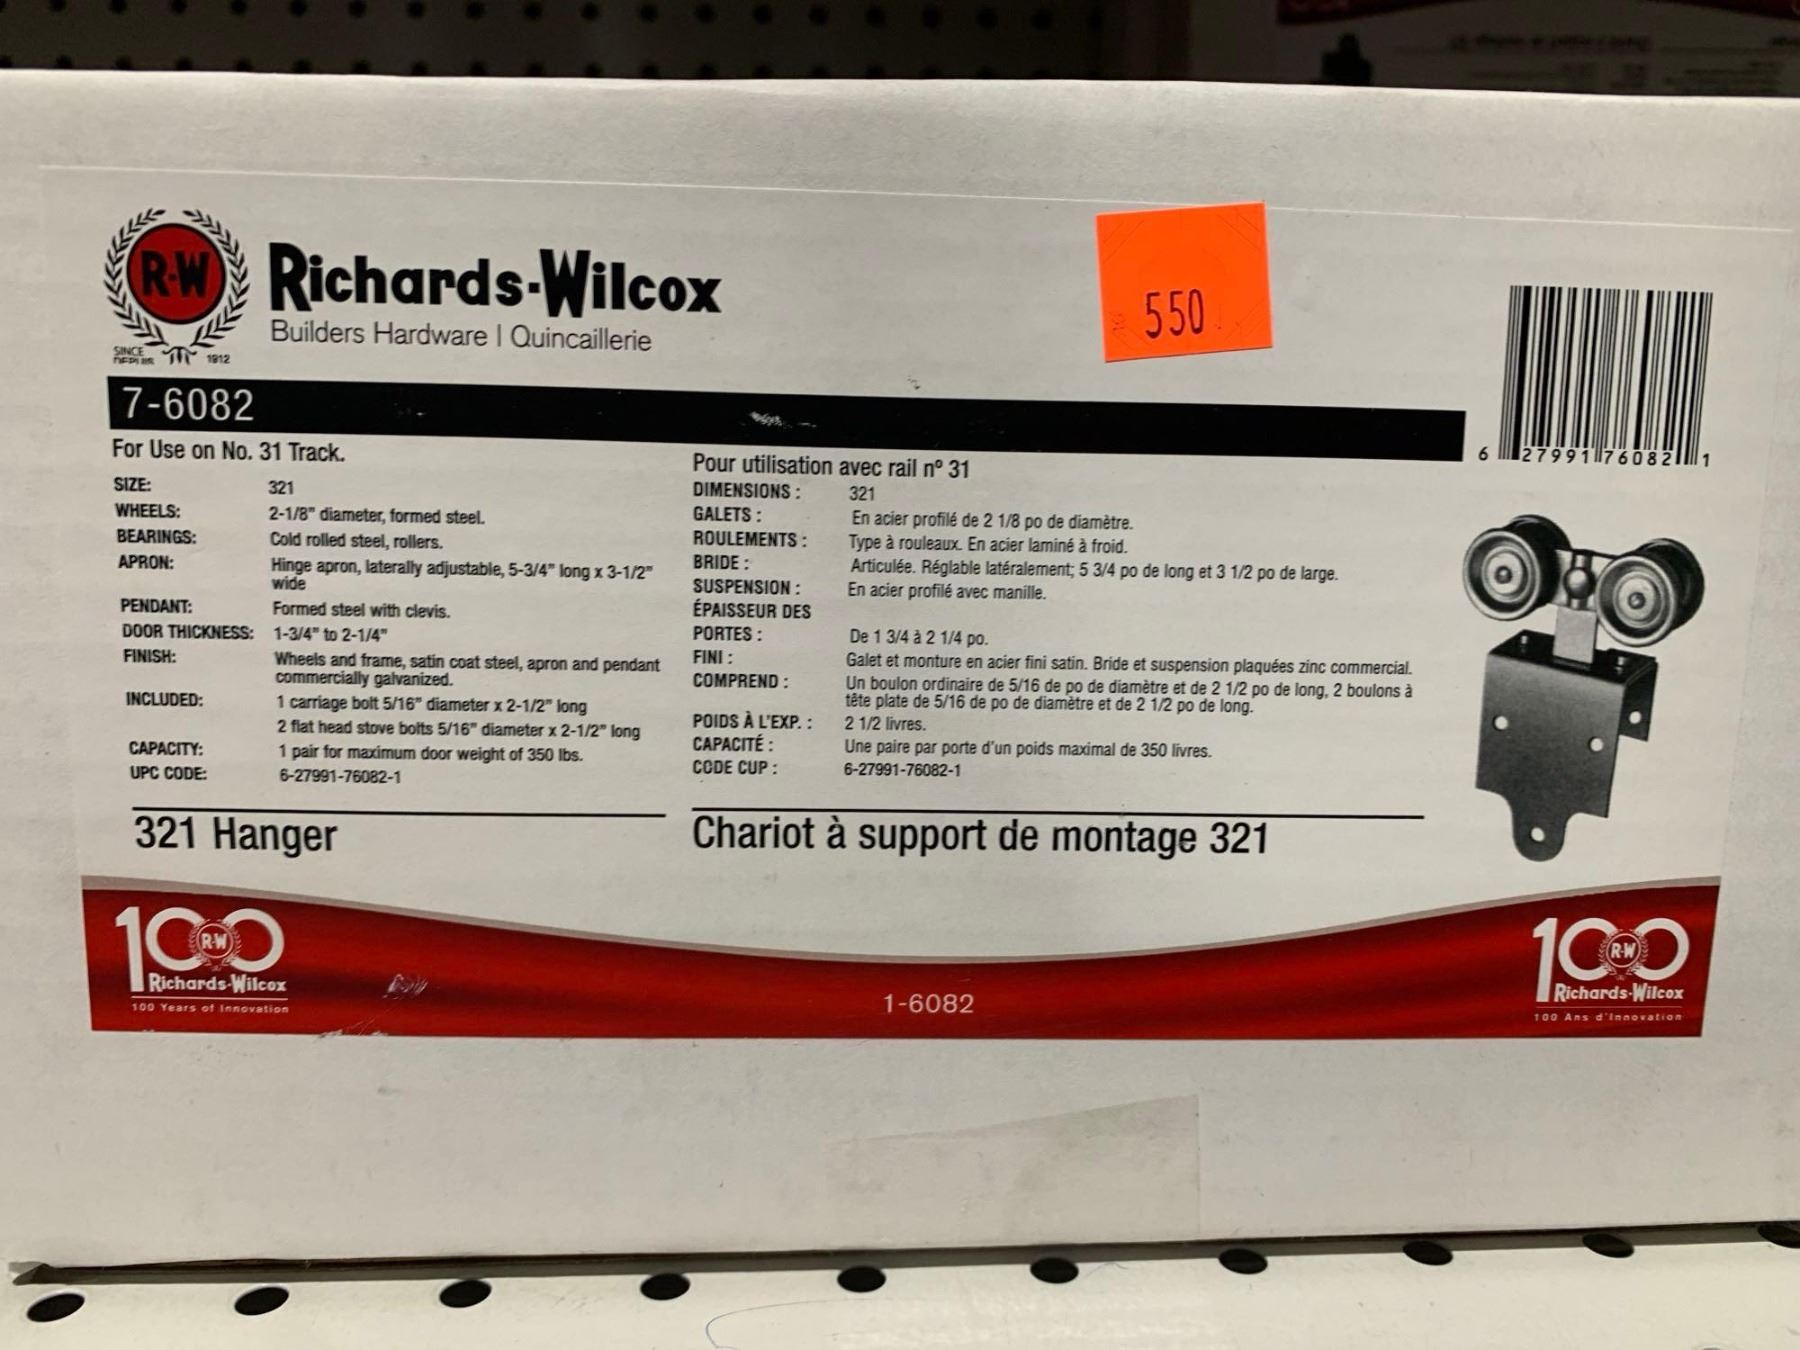 R-W
SINCE
DEPUIS
1912
Richards-Wilcox
Builders Hardware | Quincaillerie
550
7-6082
6 27991 76082 1
For Use on No. 31 Track.
SIZE: 321
WHEELS: 2-1/8" diameter, formed steel.
BEARINGS: Cold rolled steel, rollers.
APRON: Hinge apron, laterally adjustable, 5-3/4" long x 3-1/2"
wide
PENDANT: Formed steel with clevis.
DOOR THICKNESS: 1-3/4" to 2-1/4"
FINISH: Wheels and frame, satin coat steel, apron and pendant
commercially galvanized.
INCLUDED: 1 carriage bolt 5/16" diameter x 2-1/2" long
2 flat head stove bolts 5/16" diameter x 2-1/2" long
CAPACITY: 1 pair for maximum door weight of 350 lbs.
UPC CODE: 6-27991-76082-1
321 Hanger
Pour utilisation avec rail nº 31
DIMENSIONS : 321
GALETS : En acier profilé de 2 1/8 po de diamètre.
ROULEMENTS : Type à rouleaux. En acier laminé à froid.
BRIDE : Articulée. Réglable latéralement; 5 3/4 po de long et 3 1/2 po de large.
SUSPENSION : En acier profilé avec manille.
ÉPAISSEUR DES
PORTES : De 1 3/4 à 2 1/4 po.
FINI : Galet et monture en acier fini satin. Bride et suspension plaquées zinc commercial.
COMPREND : Un boulon ordinaire de 5/16 de po de diamètre et de 2 1/2 po de long, 2 boulons à
tête plate de 5/16 de po de diamètre et de 2 1/2 po de long.
POIDS À L'EXP. : 2 1/2 livres.
CAPACITÉ : Une paire par porte d'un poids maximal de 350 livres.
CODE CUP : 6-27991-76082-1
Chariot à support de montage 321
100
R-W
Richards-Wilcox
100 Years of Innovation
1-6082
100
R-W
Richards-Wilcox
100 Ans d'Innovation